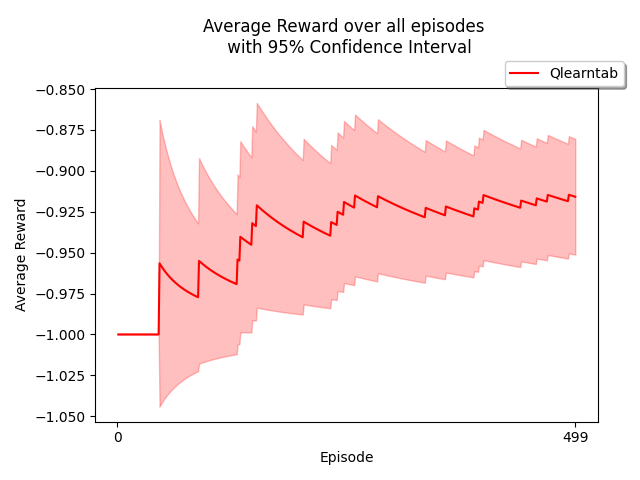 Average Reward over all episodes
with 95% Confidence Interval
Qlearntab
−0.850
−0.875
−0.900
−0.925
−0.950
−0.975
−1.000
−1.025
−1.050
Average Reward
0
499
Episode